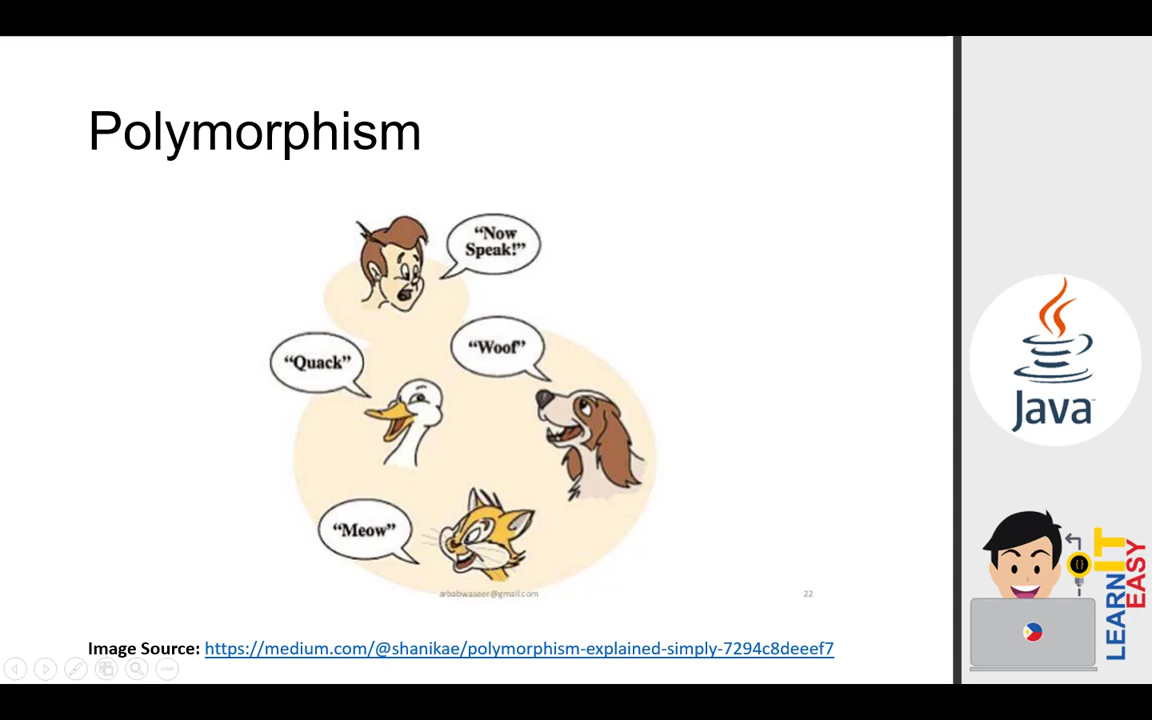 Polymorphism
“Now
Speak!”
“Quack”
“Woof”
“Meow”
arbabwaseer@gmail.com
22
Image Source: https://medium.com/@shanikae/polymorphism-explained-simply-7294c8deeef7
Java™
LEARN IT
EASY